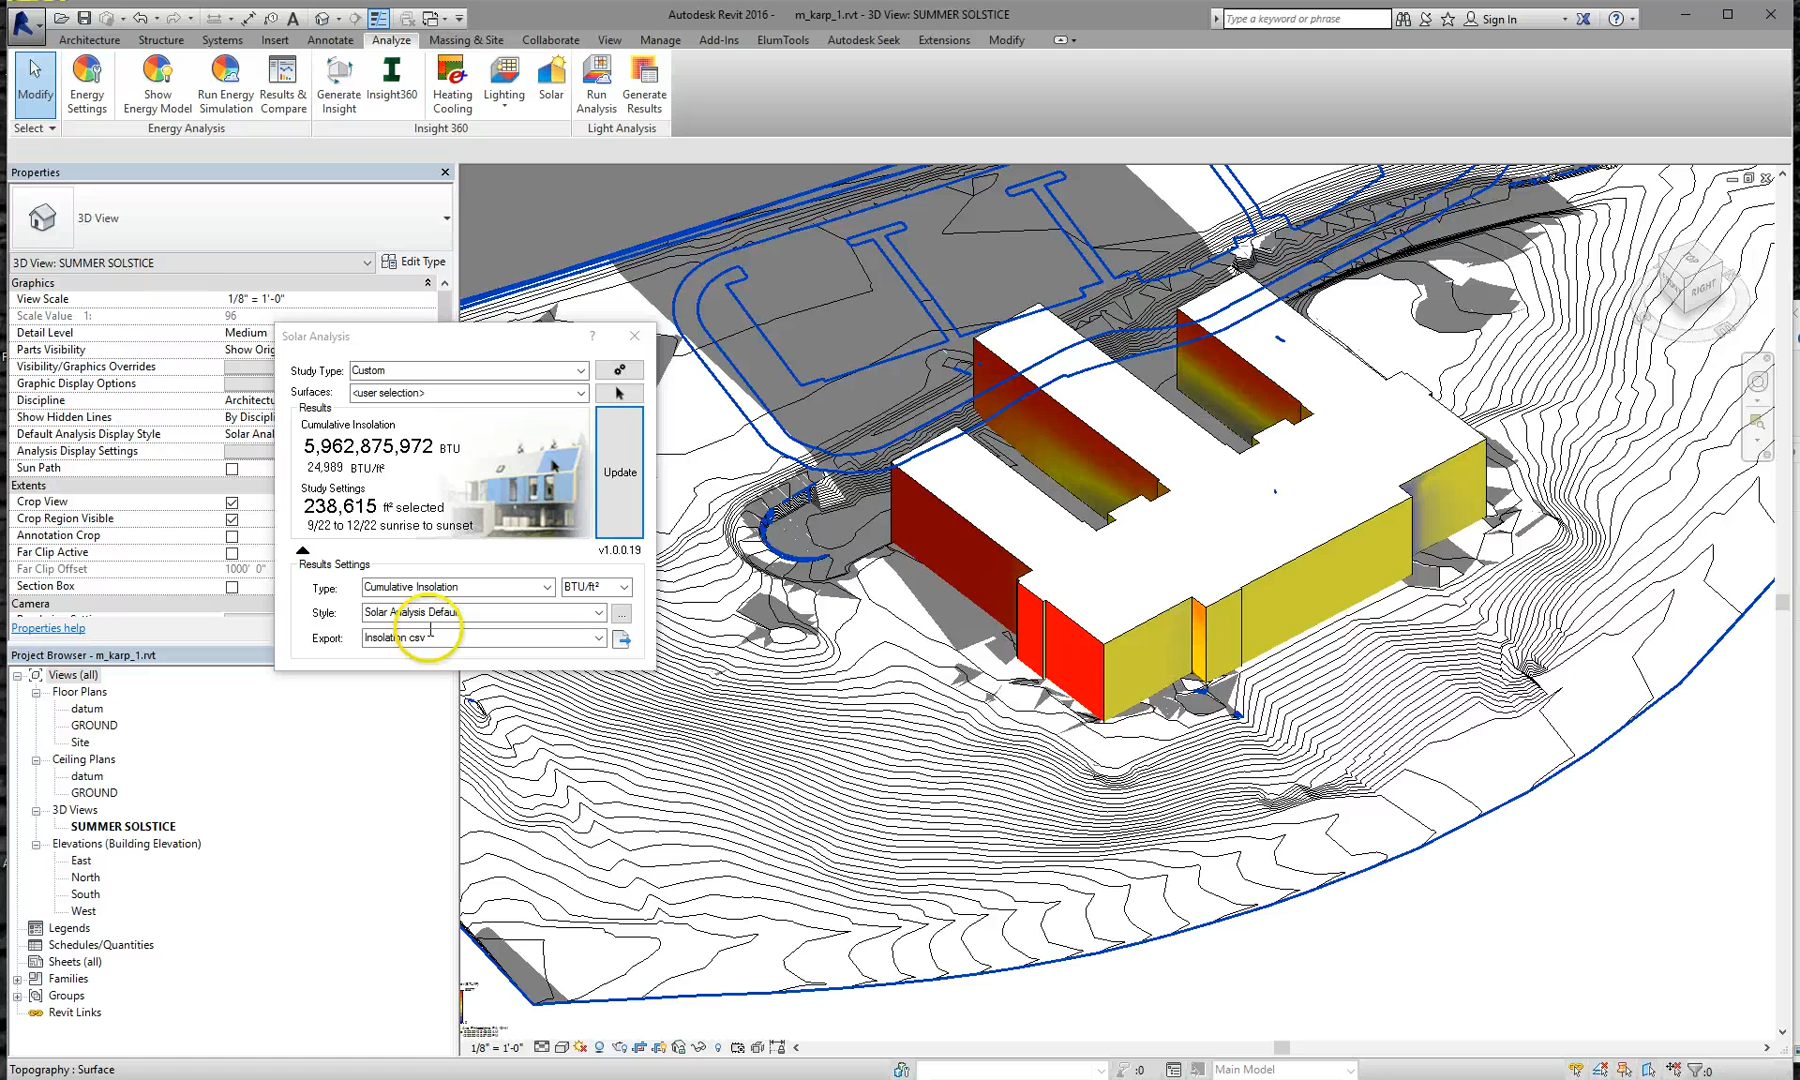 Autodesk Revit 2016 - m_karp_1.rvt - 3D View: SUMMER SOLSTICE
Type a keyword or phrase
Sign In
Architecture Structure Systems Insert Annotate Analyze Massing & Site Collaborate View Manage Add-Ins ElumTools Autodesk Seek Extensions Modify
Modify
Energy Settings
Show Energy Model
Run Energy Simulation
Results & Compare
Generate Insight
Insight360
Heating Cooling
Lighting
Solar
Run Analysis
Generate Results
Select
Energy Analysis
Insight 360
Light Analysis
Properties
3D View
3D View: SUMMER SOLSTICE
Edit Type
Graphics
View Scale 1/8" = 1'-0"
Scale Value 1: 96
Detail Level Medium
Parts Visibility Show Orig
Visibility/Graphics Overrides
Graphic Display Options
Discipline Architectu
Show Hidden Lines By Discipli
Default Analysis Display Style Solar Anal
Analysis Display Settings
Sun Path
Extents
Crop View
Crop Region Visible
Annotation Crop
Far Clip Active
Far Clip Offset 1000' 0"
Section Box
Camera
Properties help
Solar Analysis
Study Type: Custom
Surfaces: <user selection>
Results
Cumulative Insolation
5,962,875,972 BTU
24,989 BTU/ft²
Study Settings
238,615 ft² selected
9/22 to 12/22 sunrise to sunset
Update
v1.0.0.19
Results Settings
Type: Cumulative Insolation BTU/ft²
Style: Solar Analysis Default
Export: Insolation csv
Project Browser - m_karp_1.rvt
Views (all)
Floor Plans
datum
GROUND
Site
Ceiling Plans
datum
GROUND
3D Views
SUMMER SOLSTICE
Elevations (Building Elevation)
East
North
South
West
Legends
Schedules/Quantities
Sheets (all)
Families
Groups
Revit Links
TOP
RIGHT
1/8" = 1'-0"
Topography : Surface
:0
Main Model
:0